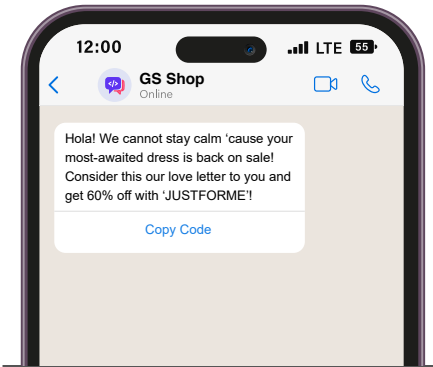 12:00 LTE 55
GS Shop
Online
Hola! We cannot stay calm ‘cause your
most-awaited dress is back on sale!
Consider this our love letter to you and
get 60% off with ‘JUSTFORME’!
Copy Code